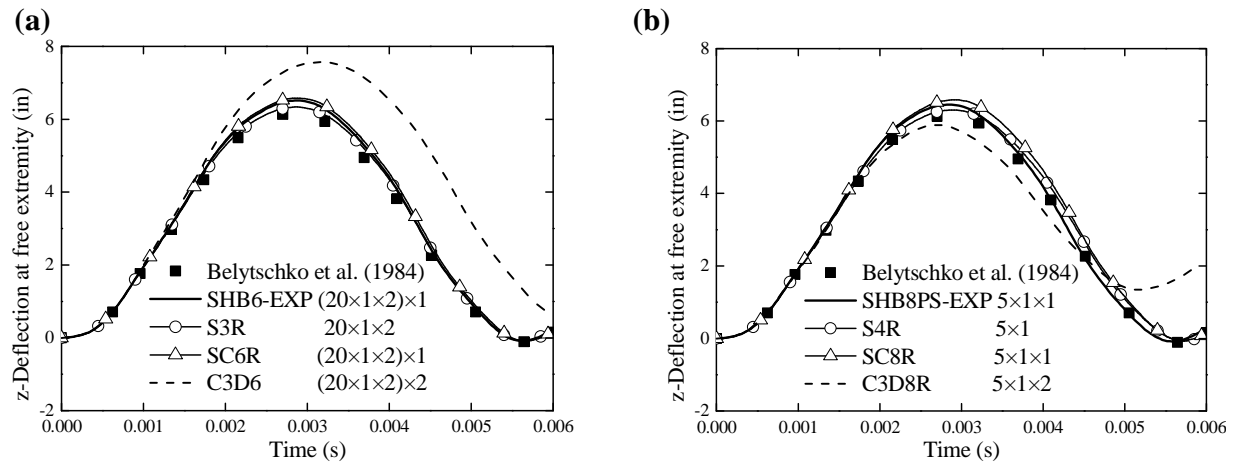 (a)
z-Deflection at free extremity (in)
8
6
4
2
0
-2
Belytschko et al. (1984)
SHB6-EXP (20×1×2)×1
S3R 20×1×2
SC6R (20×1×2)×1
C3D6 (20×1×2)×2
0.000 0.001 0.002 0.003 0.004 0.005 0.006
Time (s)
(b)
z-Deflection at free extremity (in)
8
6
4
2
0
-2
Belytschko et al. (1984)
SHB8PS-EXP 5×1×1
S4R 5×1
SC8R 5×1×1
C3D8R 5×1×2
0.000 0.001 0.002 0.003 0.004 0.005 0.006
Time (s)